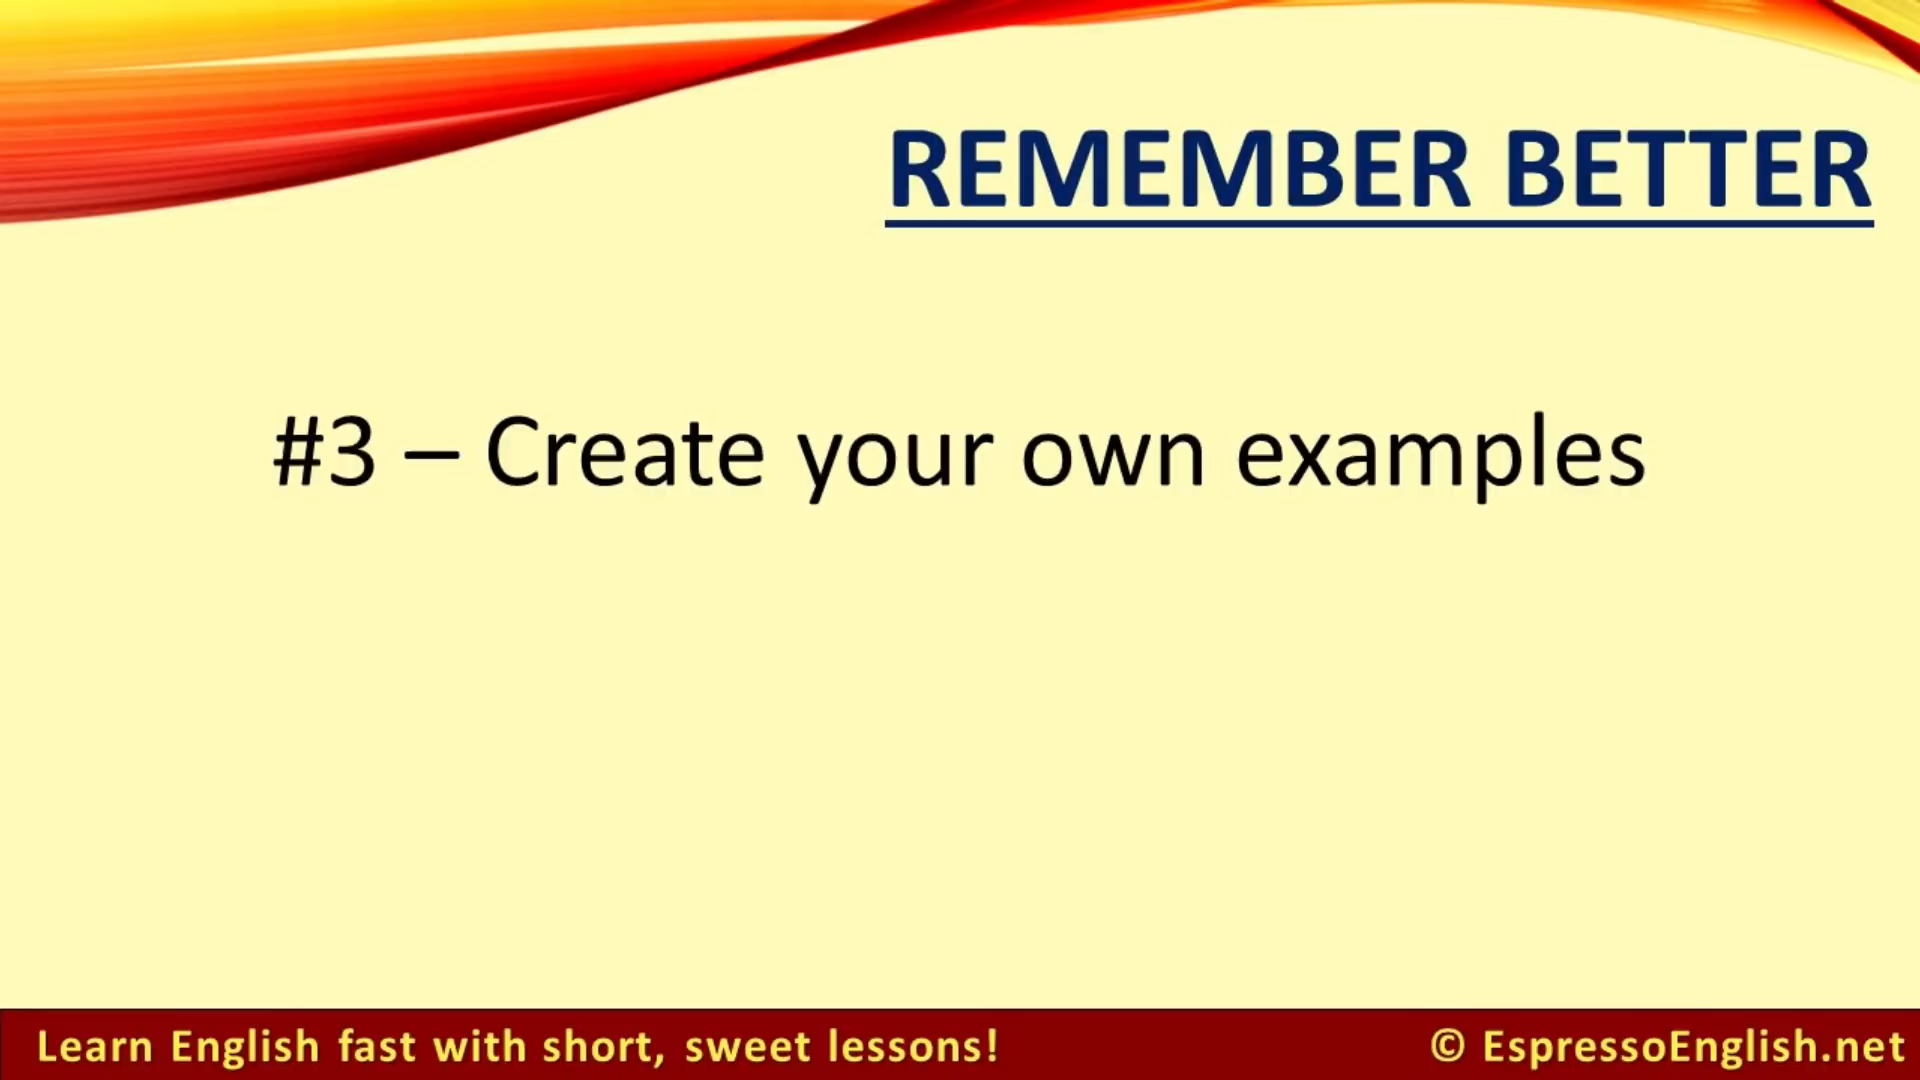 REMEMBER BETTER
#3 – Create your own examples
Learn English fast with short, sweet lessons!
© EspressoEnglish.net